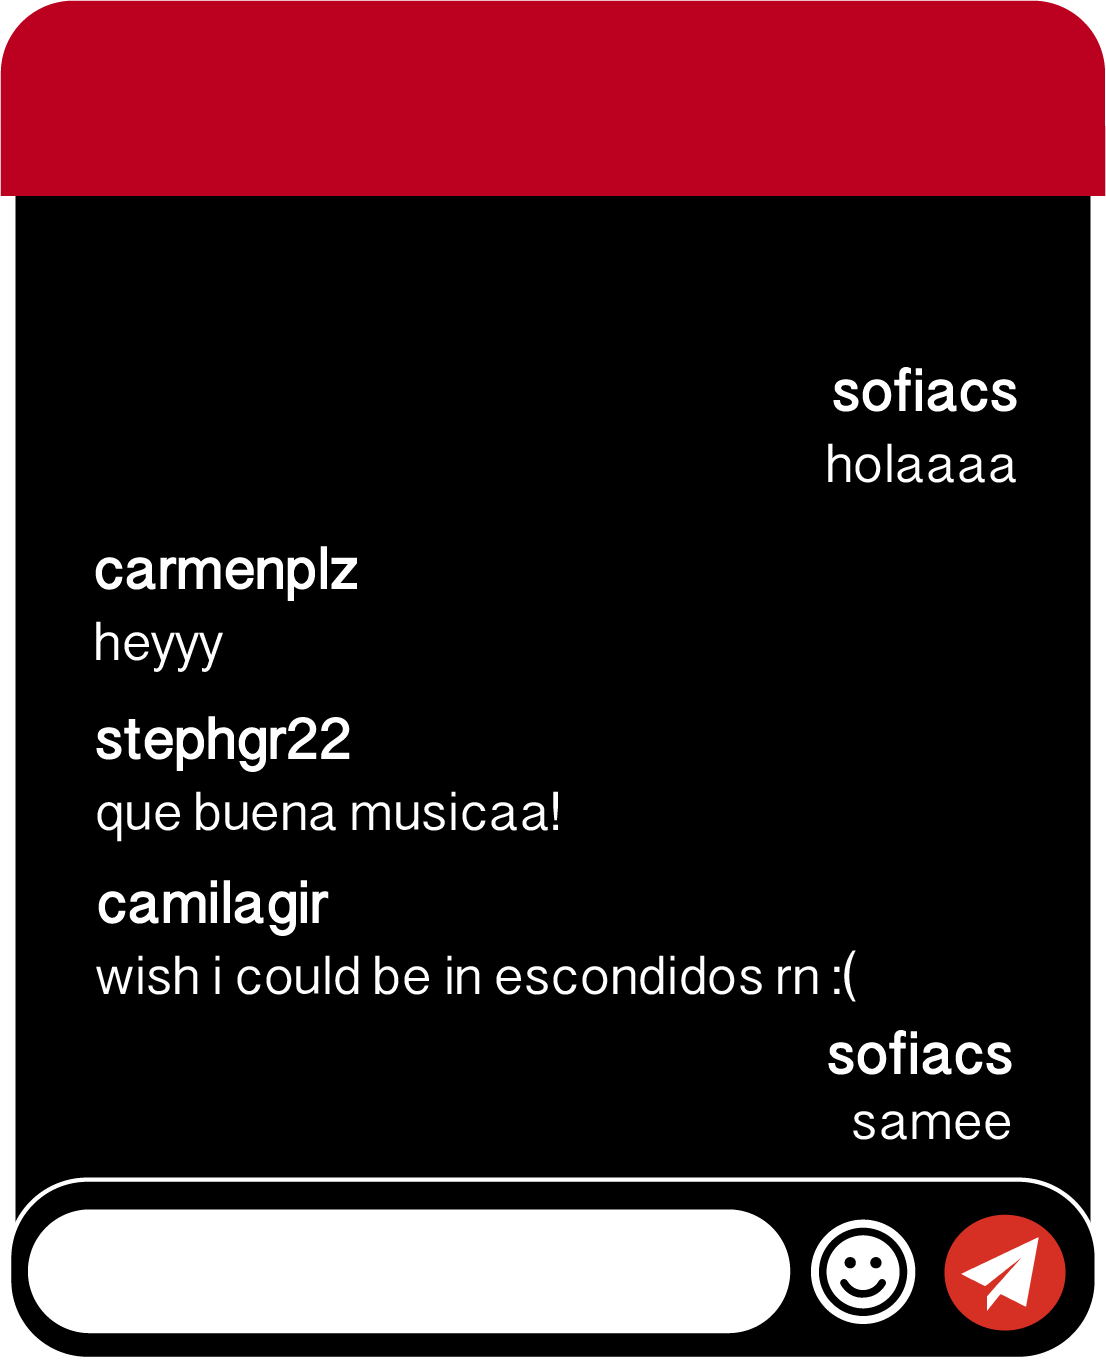 sofiacs
holaaaa
carmenplz
heyyy
stephgr22
que buena musicaa!
camilagir
wish i could be in escondidos rn :(
sofiacs
samee